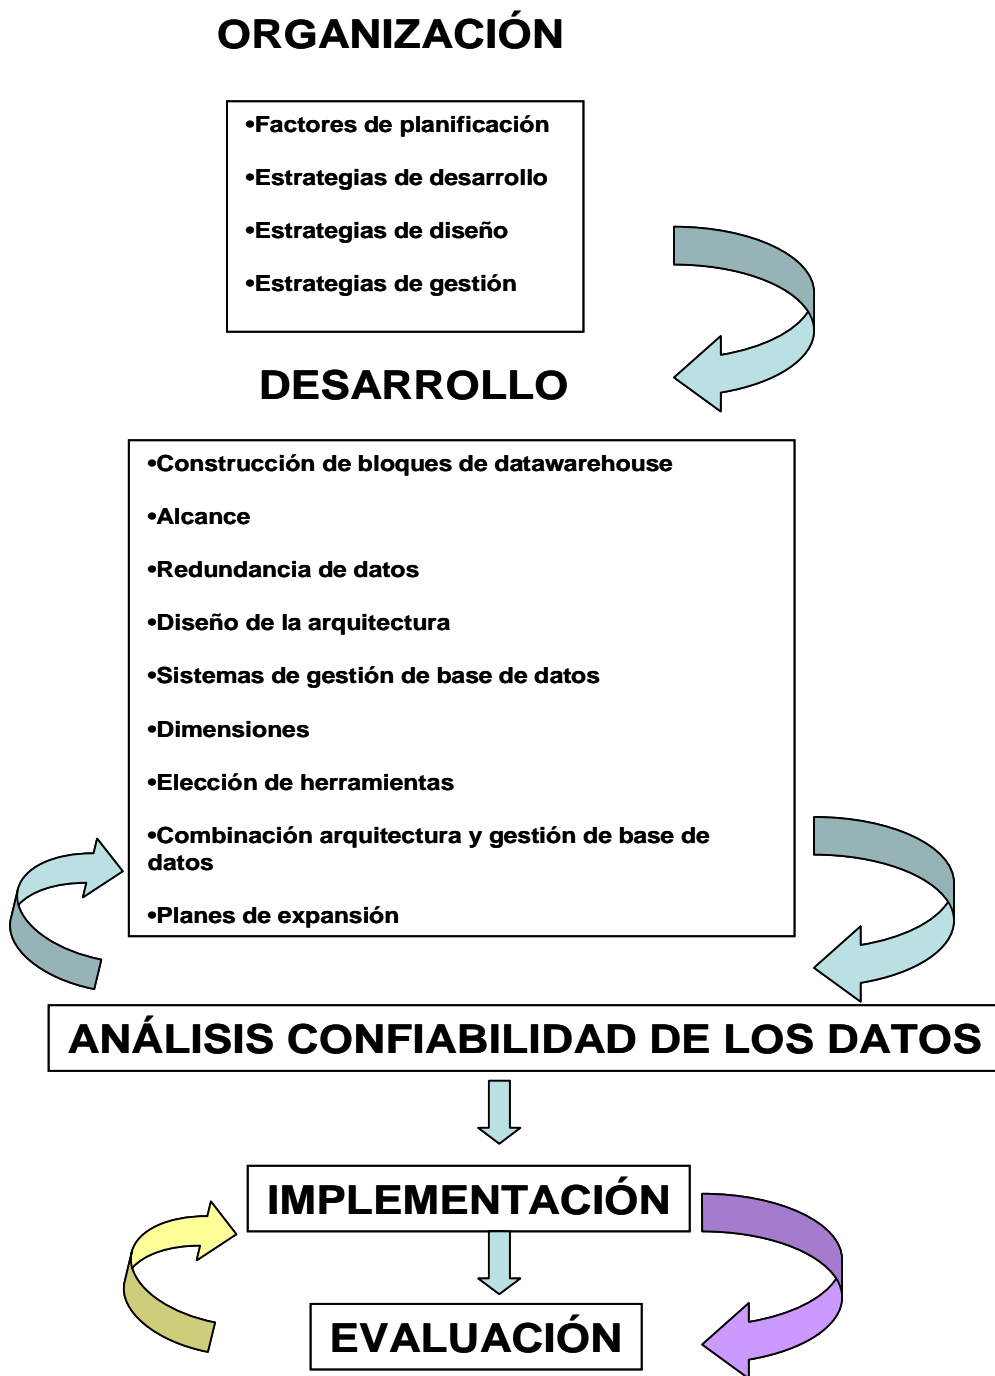 ORGANIZACIÓN
•Factores de planificación
•Estrategias de desarrollo
•Estrategias de diseño
•Estrategias de gestión
DESARROLLO
•Construcción de bloques de datawarehouse
•Alcance
•Redundancia de datos
•Diseño de la arquitectura
•Sistemas de gestión de base de datos
•Dimensiones
•Elección de herramientas
•Combinación arquitectura y gestión de base de
datos
•Planes de expansión
ANÁLISIS CONFIABILIDAD DE LOS DATOS
IMPLEMENTACIÓN
EVALUACIÓN